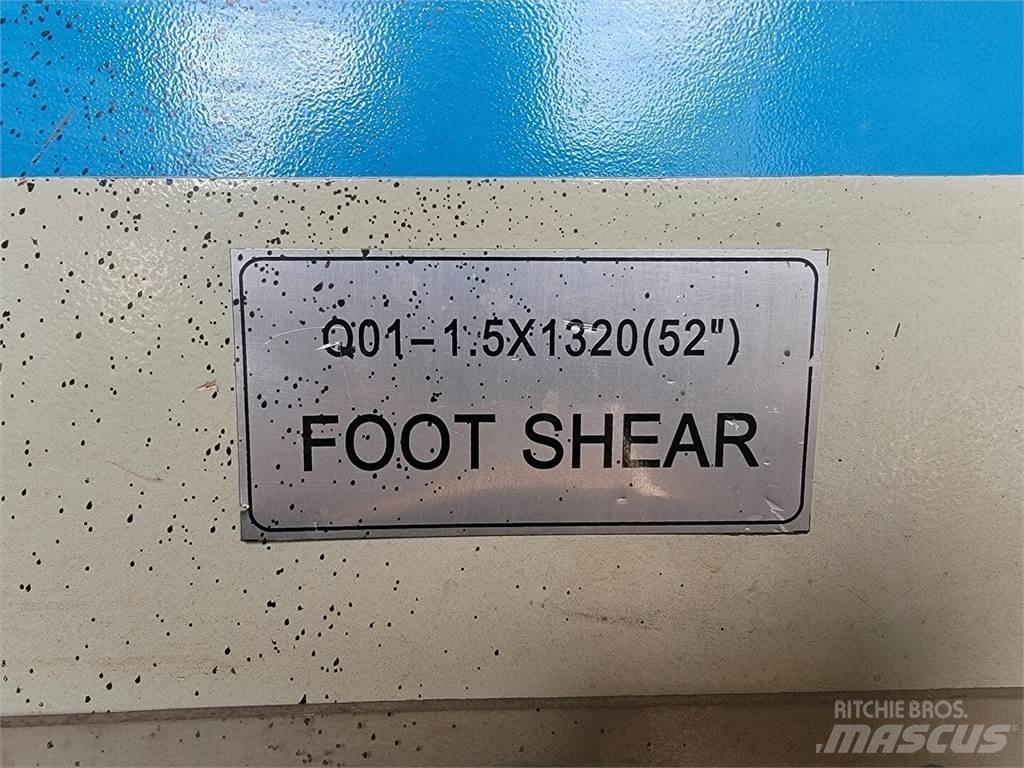 Q01-1.5X1320(52")
FOOT SHEAR
RITCHIE BROS.
MASCUS